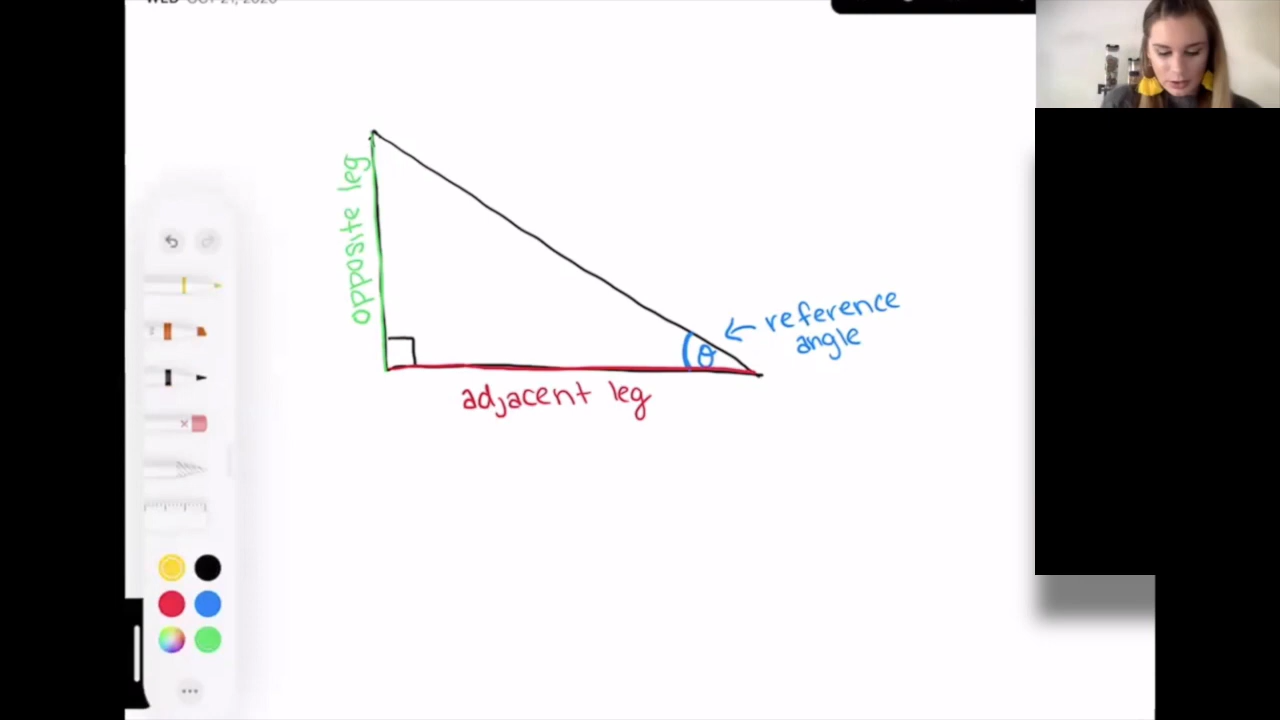 opposite leg
reference
angle
θ
adjacent leg